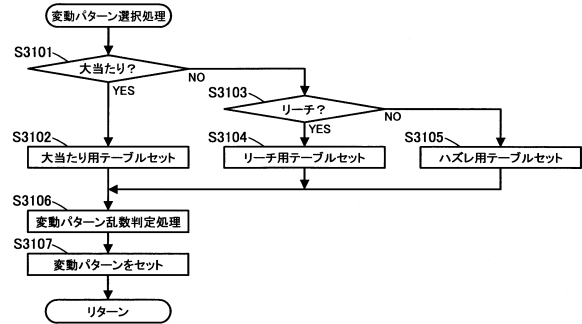 変動パターン選択処理
S3101
大当たり？
NO
YES
S3103
リーチ？
NO
YES
S3102
大当たり用テーブルセット
S3104
リーチ用テーブルセット
S3105
ハズレ用テーブルセット
S3106
変動パターン乱数判定処理
S3107
変動パターンをセット
リターン